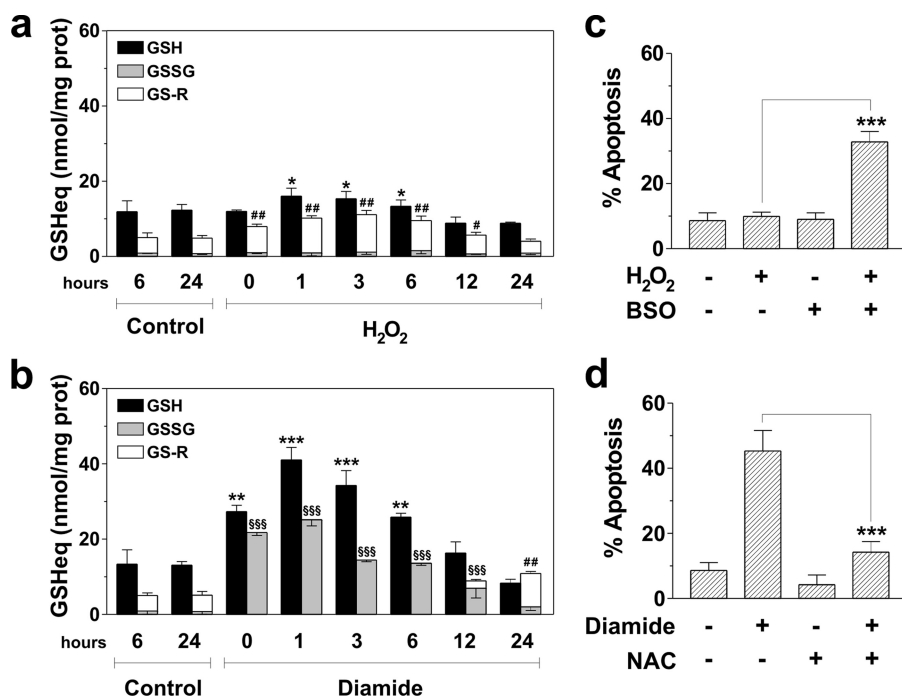 a
GSHeq (nmol/mg prot)
60
40
20
0
GSH
GSSG
GS-R
* * *
## ## ## ## #
hours 6 24 0 1 3 6 12 24
Control H₂O₂
b
GSHeq (nmol/mg prot)
60
40
20
0
GSH
GSSG
GS-R
** *** *** **
§§§ §§§ §§§ §§§ §§§ ##
hours 6 24 0 1 3 6 12 24
Control Diamide
c
% Apoptosis
60
40
20
0
***
H₂O₂ - + - +
BSO - - + +
d
% Apoptosis
60
40
20
0
***
Diamide - + - +
NAC - - + +